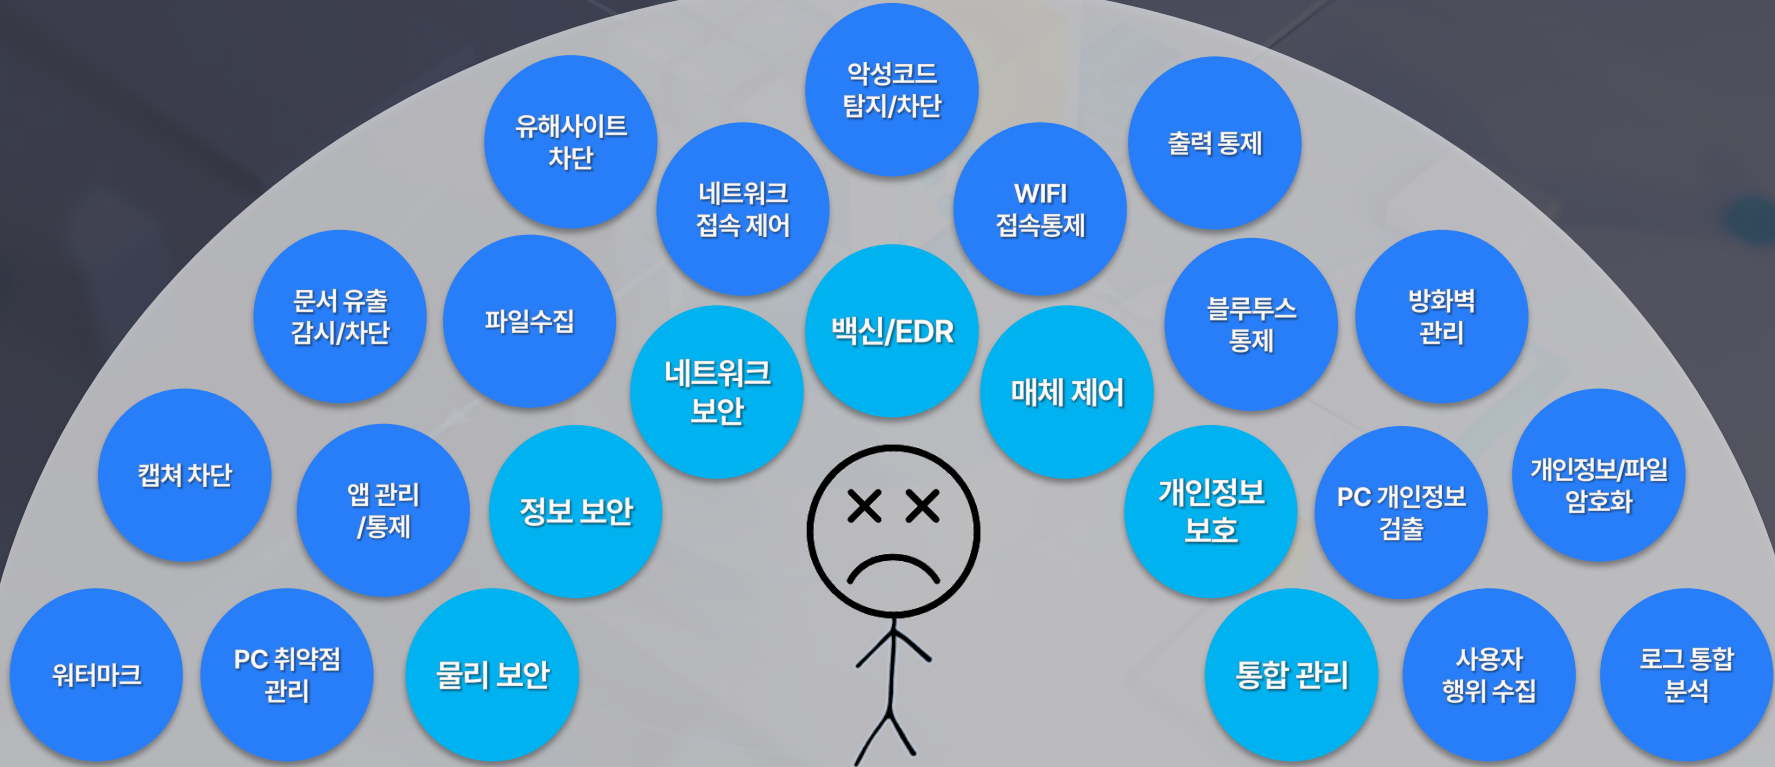 악성코드
탐지/차단
유해사이트
차단
출력 통제
네트워크
접속 제어
WIFI
접속통제
문서 유출
감시/차단
파일수집
백신/EDR
블루투스
통제
방화벽
관리
네트워크
보안
매체 제어
캡쳐 차단
앱 관리
/통제
정보 보안
개인정보
보호
PC 개인정보
검출
개인정보/파일
암호화
워터마크
PC 취약점
관리
물리 보안
통합 관리
사용자
행위 수집
로그 통합
분석